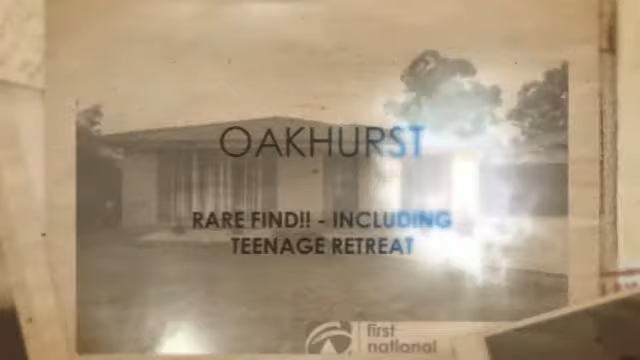 OAKHURST
RARE FIND!! - INCLUDING
TEENAGE RETREAT
first
national